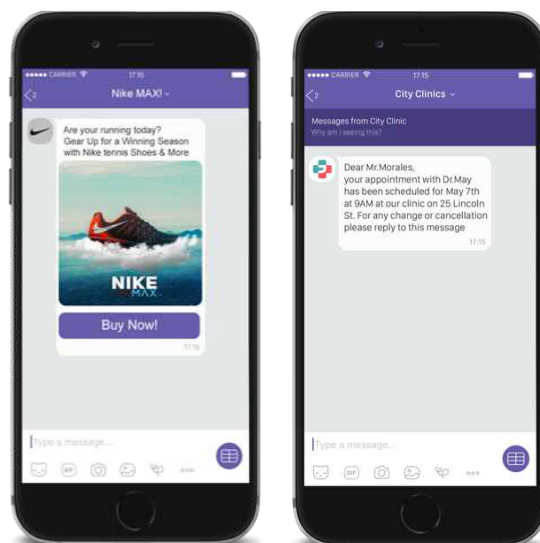 CARRIER 17:15
2 Nike MAX!
Are your running today?
Gear Up for a Winning Season
with Nike tennis Shoes & More
NIKE
MAX
Buy Now!
17:15
Type a message...
GIF
CARRIER 17:15
2 City Clinics
Messages from City Clinic
Why am I seeing this?
Dear Mr.Morales,
your appointment with Dr.May
has been scheduled for May 7th
at 9AM at our clinic on 25 Lincoln
St. For any change or cancellation
please reply to this message
17:15
Type a message...
GIF